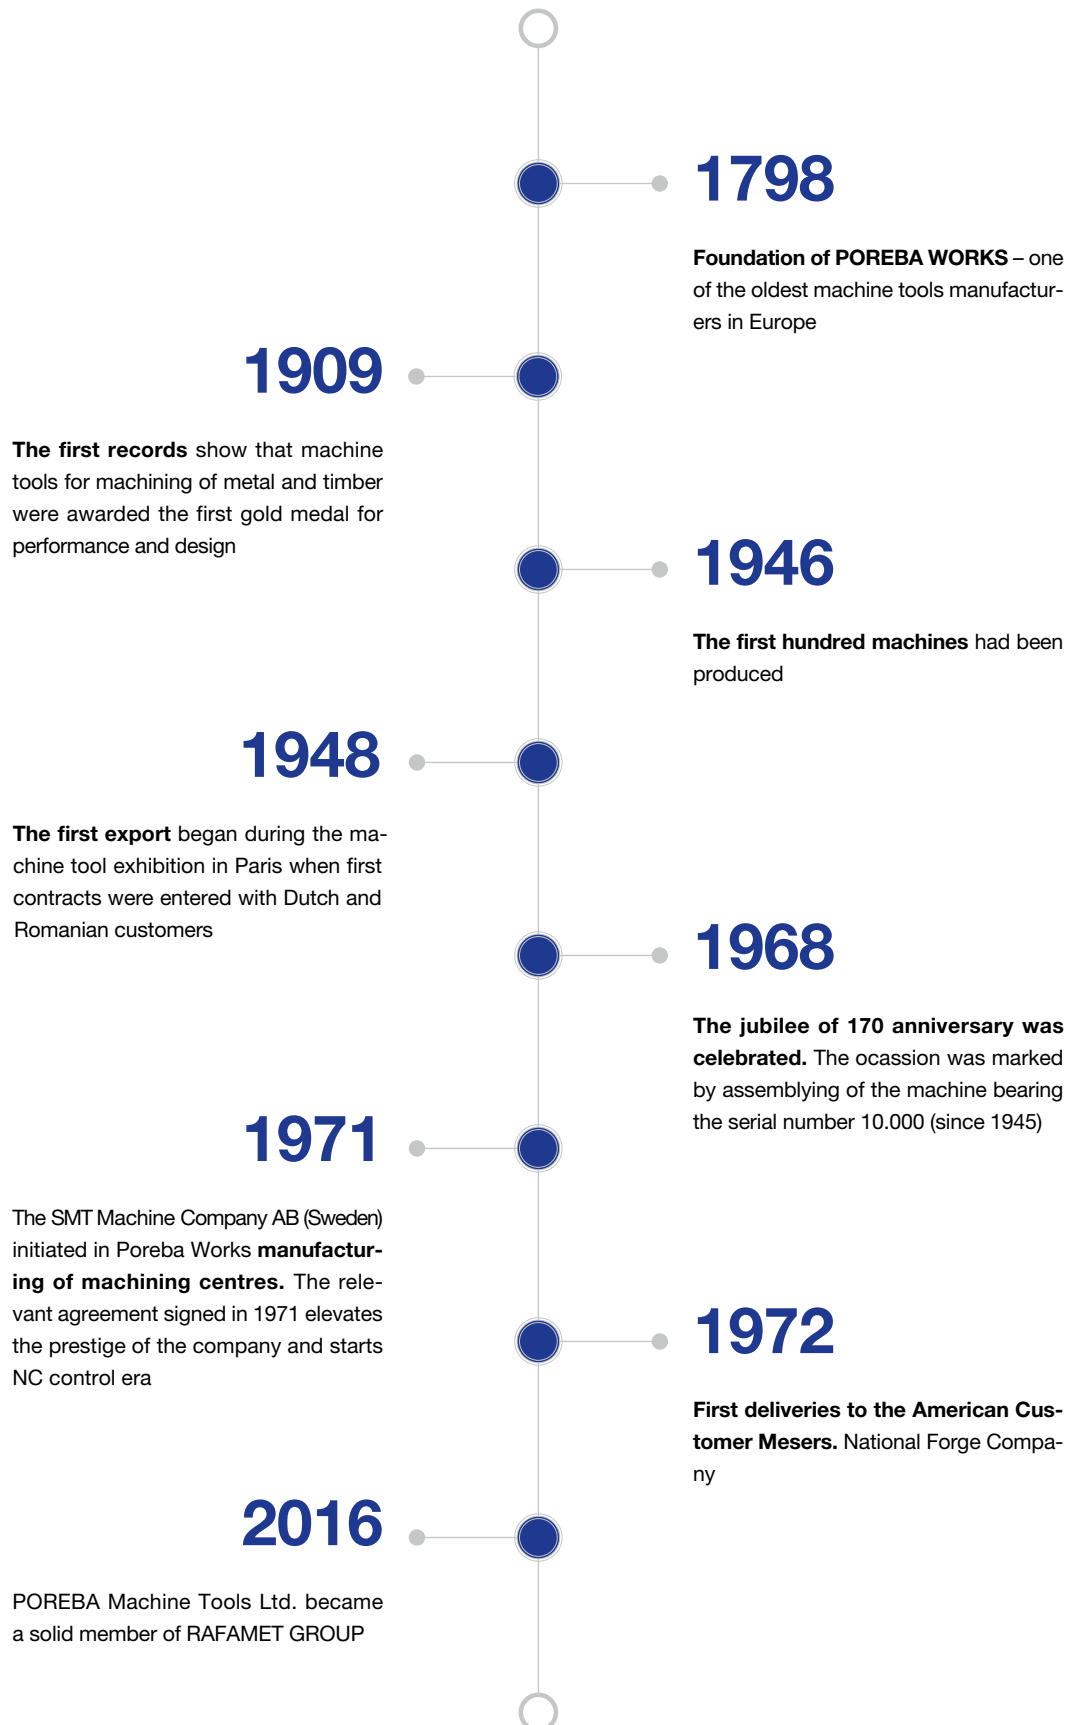 1798
Foundation of POREBA WORKS – one
of the oldest machine tools manufactur-
ers in Europe
1909
The first records show that machine
tools for machining of metal and timber
were awarded the first gold medal for
performance and design
1946
The first hundred machines had been
produced
1948
The first export began during the ma-
chine tool exhibition in Paris when first
contracts were entered with Dutch and
Romanian customers
1968
The jubilee of 170 anniversary was
celebrated. The ocassion was marked
by assemblying of the machine bearing
the serial number 10.000 (since 1945)
1971
The SMT Machine Company AB (Sweden)
initiated in Poreba Works manufactur-
ing of machining centres. The rele-
vant agreement signed in 1971 elevates
the prestige of the company and starts
NC control era
1972
First deliveries to the American Cus-
tomer Mesers. National Forge Compa-
ny
2016
POREBA Machine Tools Ltd. became
a solid member of RAFAMET GROUP